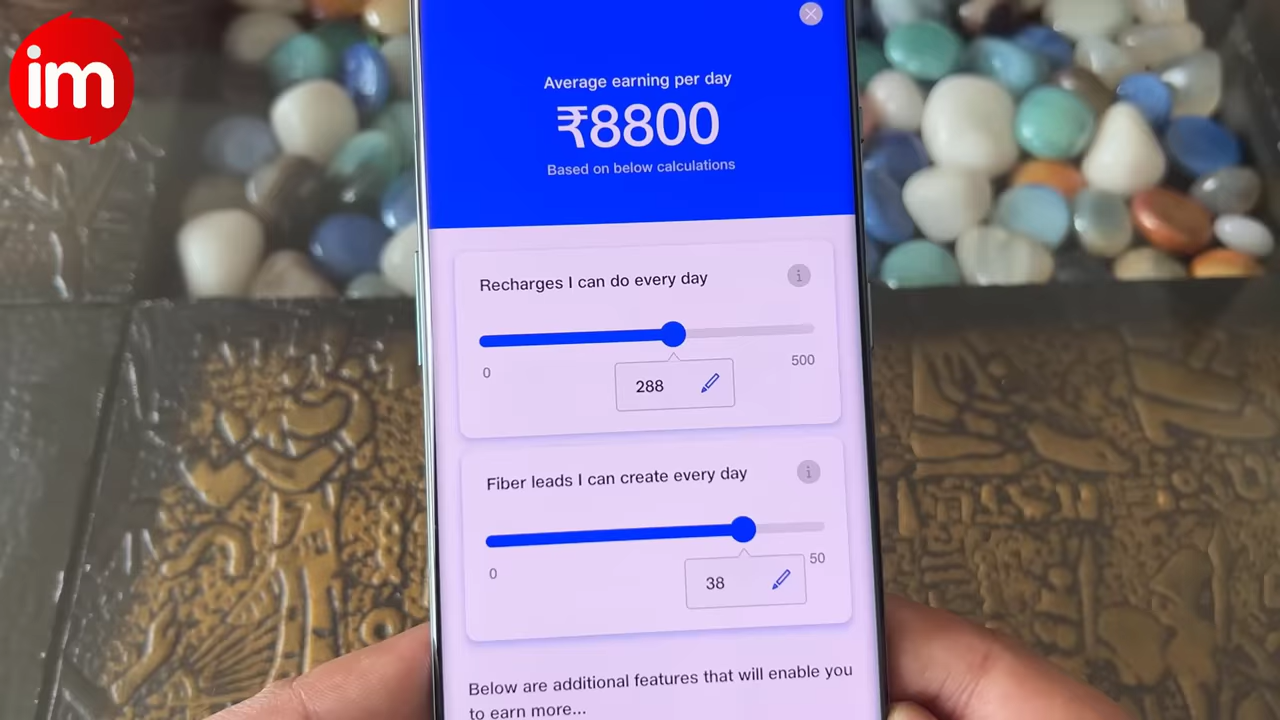 im
Average earning per day
₹8800
Based on below calculations
Recharges I can do every day
i
0
500
288
Fiber leads I can create every day
i
0
50
38
Below are additional features that will enable you
to earn more...